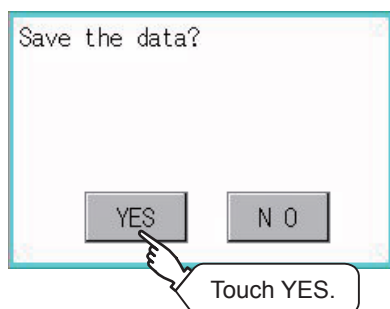 Save the data?
YES
N O
Touch YES.